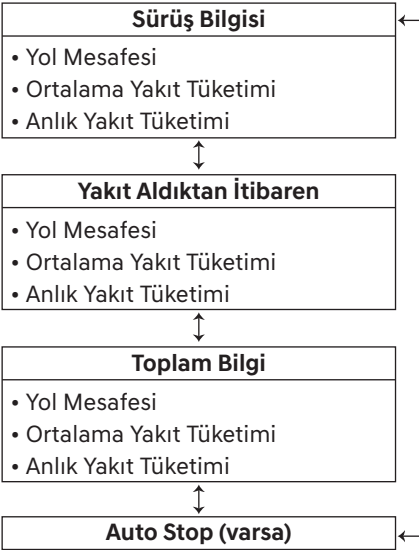 Sürüş Bilgisi
• Yol Mesafesi
• Ortalama Yakıt Tüketimi
• Anlık Yakıt Tüketimi
Yakıt Aldıktan İtibaren
• Yol Mesafesi
• Ortalama Yakıt Tüketimi
• Anlık Yakıt Tüketimi
Toplam Bilgi
• Yol Mesafesi
• Ortalama Yakıt Tüketimi
• Anlık Yakıt Tüketimi
Auto Stop (varsa)